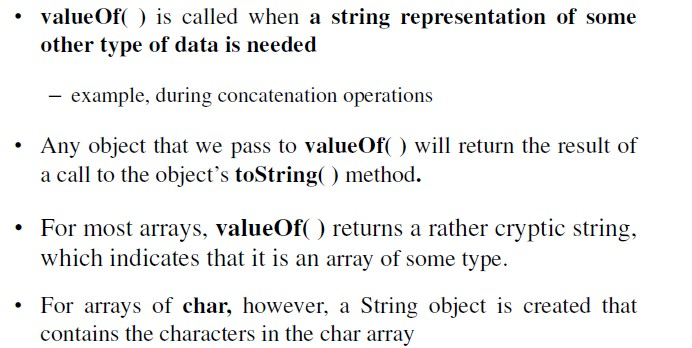 • valueOf( ) is called when a string representation of some
other type of data is needed
– example, during concatenation operations
• Any object that we pass to valueOf( ) will return the result of
a call to the object’s toString( ) method.
• For most arrays, valueOf( ) returns a rather cryptic string,
which indicates that it is an array of some type.
• For arrays of char, however, a String object is created that
contains the characters in the char array